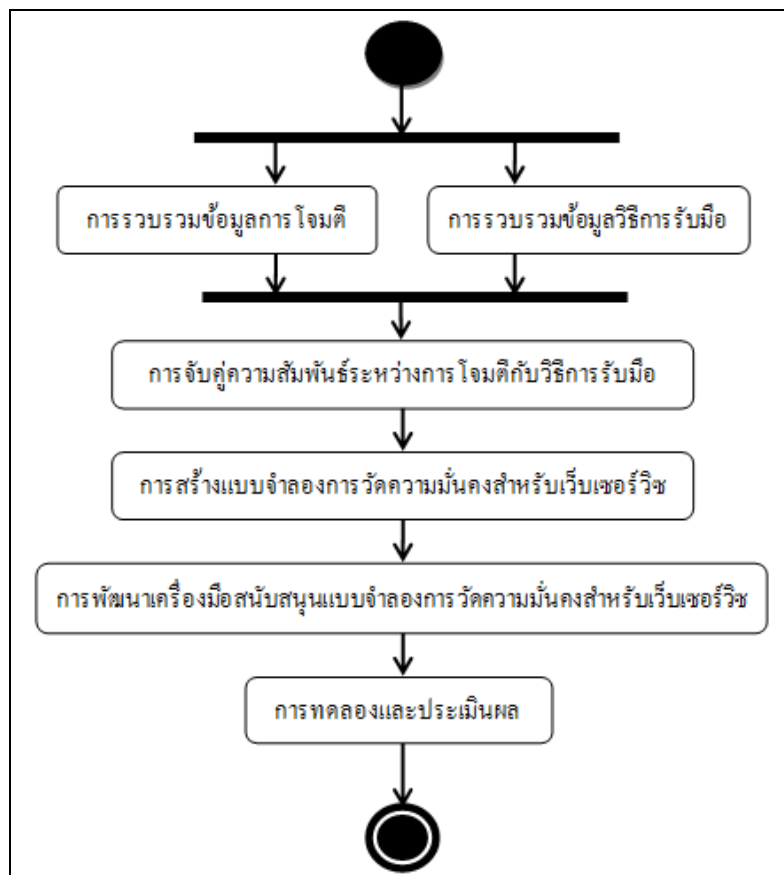 การรวบรวมข้อมูลการโจมตี
การรวบรวมข้อมูลวิธีการรับมือ
การจับคู่ความสัมพันธ์ระหว่างการโจมตีกับวิธีการรับมือ
การสร้างแบบจำลองการวัดความมั่นคงสำหรับเว็บเซอร์วิซ
การพัฒนาเครื่องมือสนับสนุนแบบจำลองการวัดความมั่นคงสำหรับเว็บเซอร์วิซ
การทดลองและประเมินผล